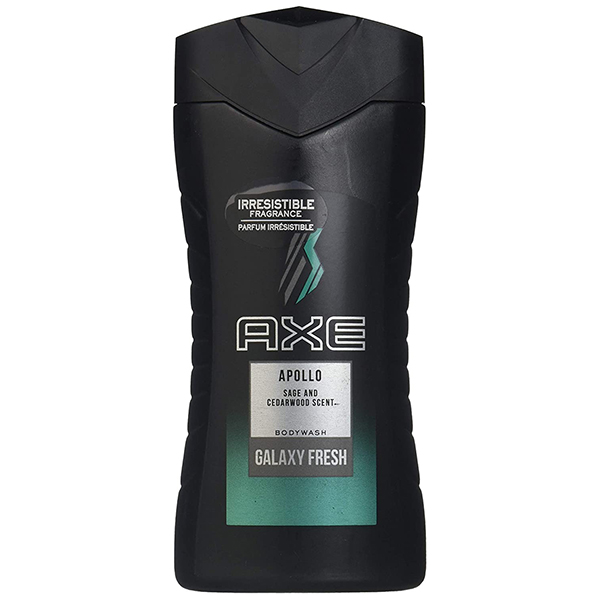 IRRESISTIBLE
FRAGRANCE
PARFUM IRRÉSISTIBLE
AXE
APOLLO
SAGE AND
CEDARWOOD SCENT
BODYWASH
GALAXY FRESH